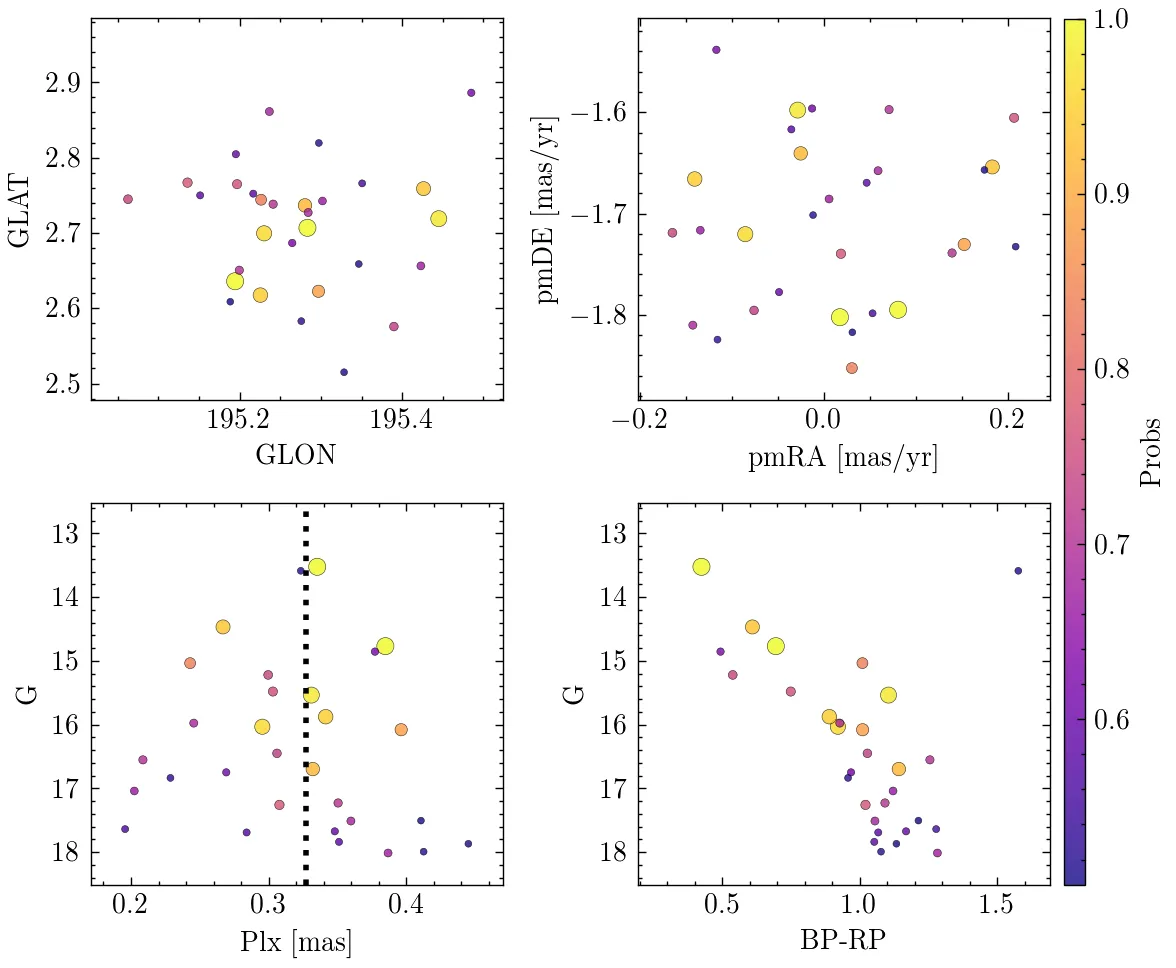 2.9
2.8
2.7
2.6
2.5
GLAT
195.2 195.4
GLON
−1.6
−1.7
−1.8
pmDE [mas/yr]
−0.2 0.0 0.2
pmRA [mas/yr]
1.0
0.9
0.8
0.7
0.6
Probs
13
14
15
16
17
18
G
0.2 0.3 0.4
Plx [mas]
13
14
15
16
17
18
G
0.5 1.0 1.5
BP-RP